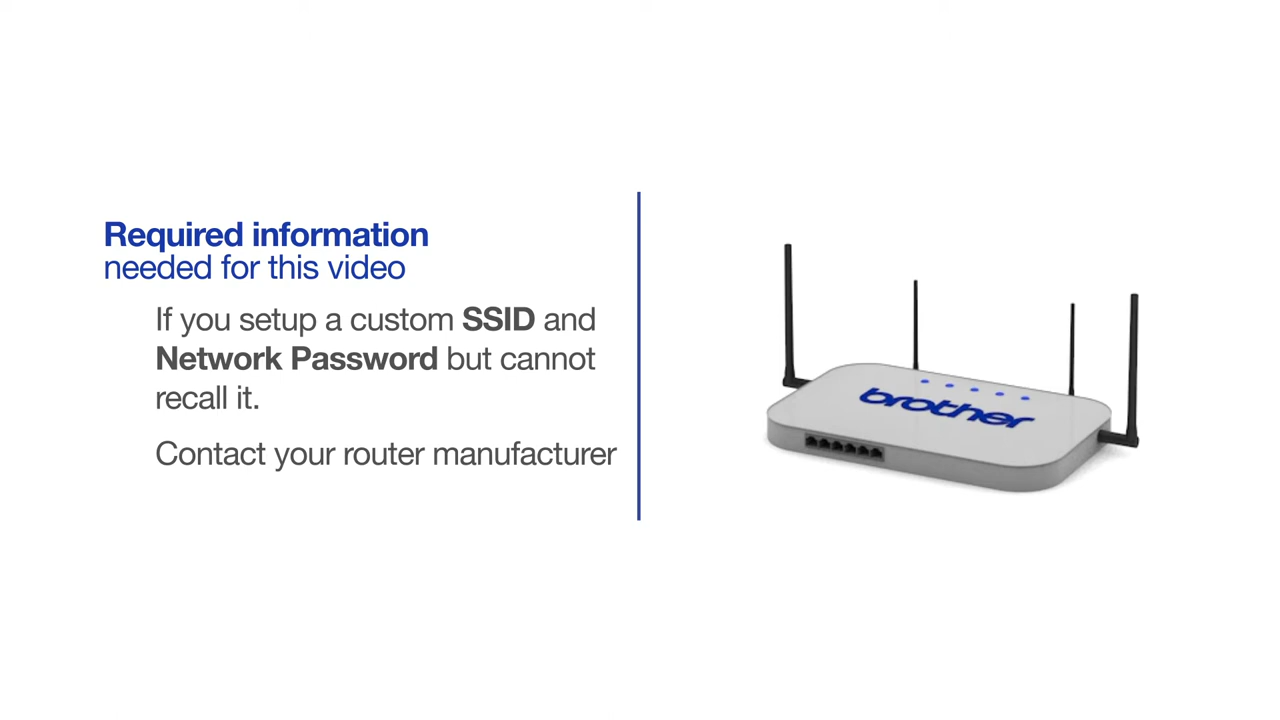 Required information
needed for this video
If you setup a custom SSID and
Network Password but cannot
recall it.
Contact your router manufacturer
brother